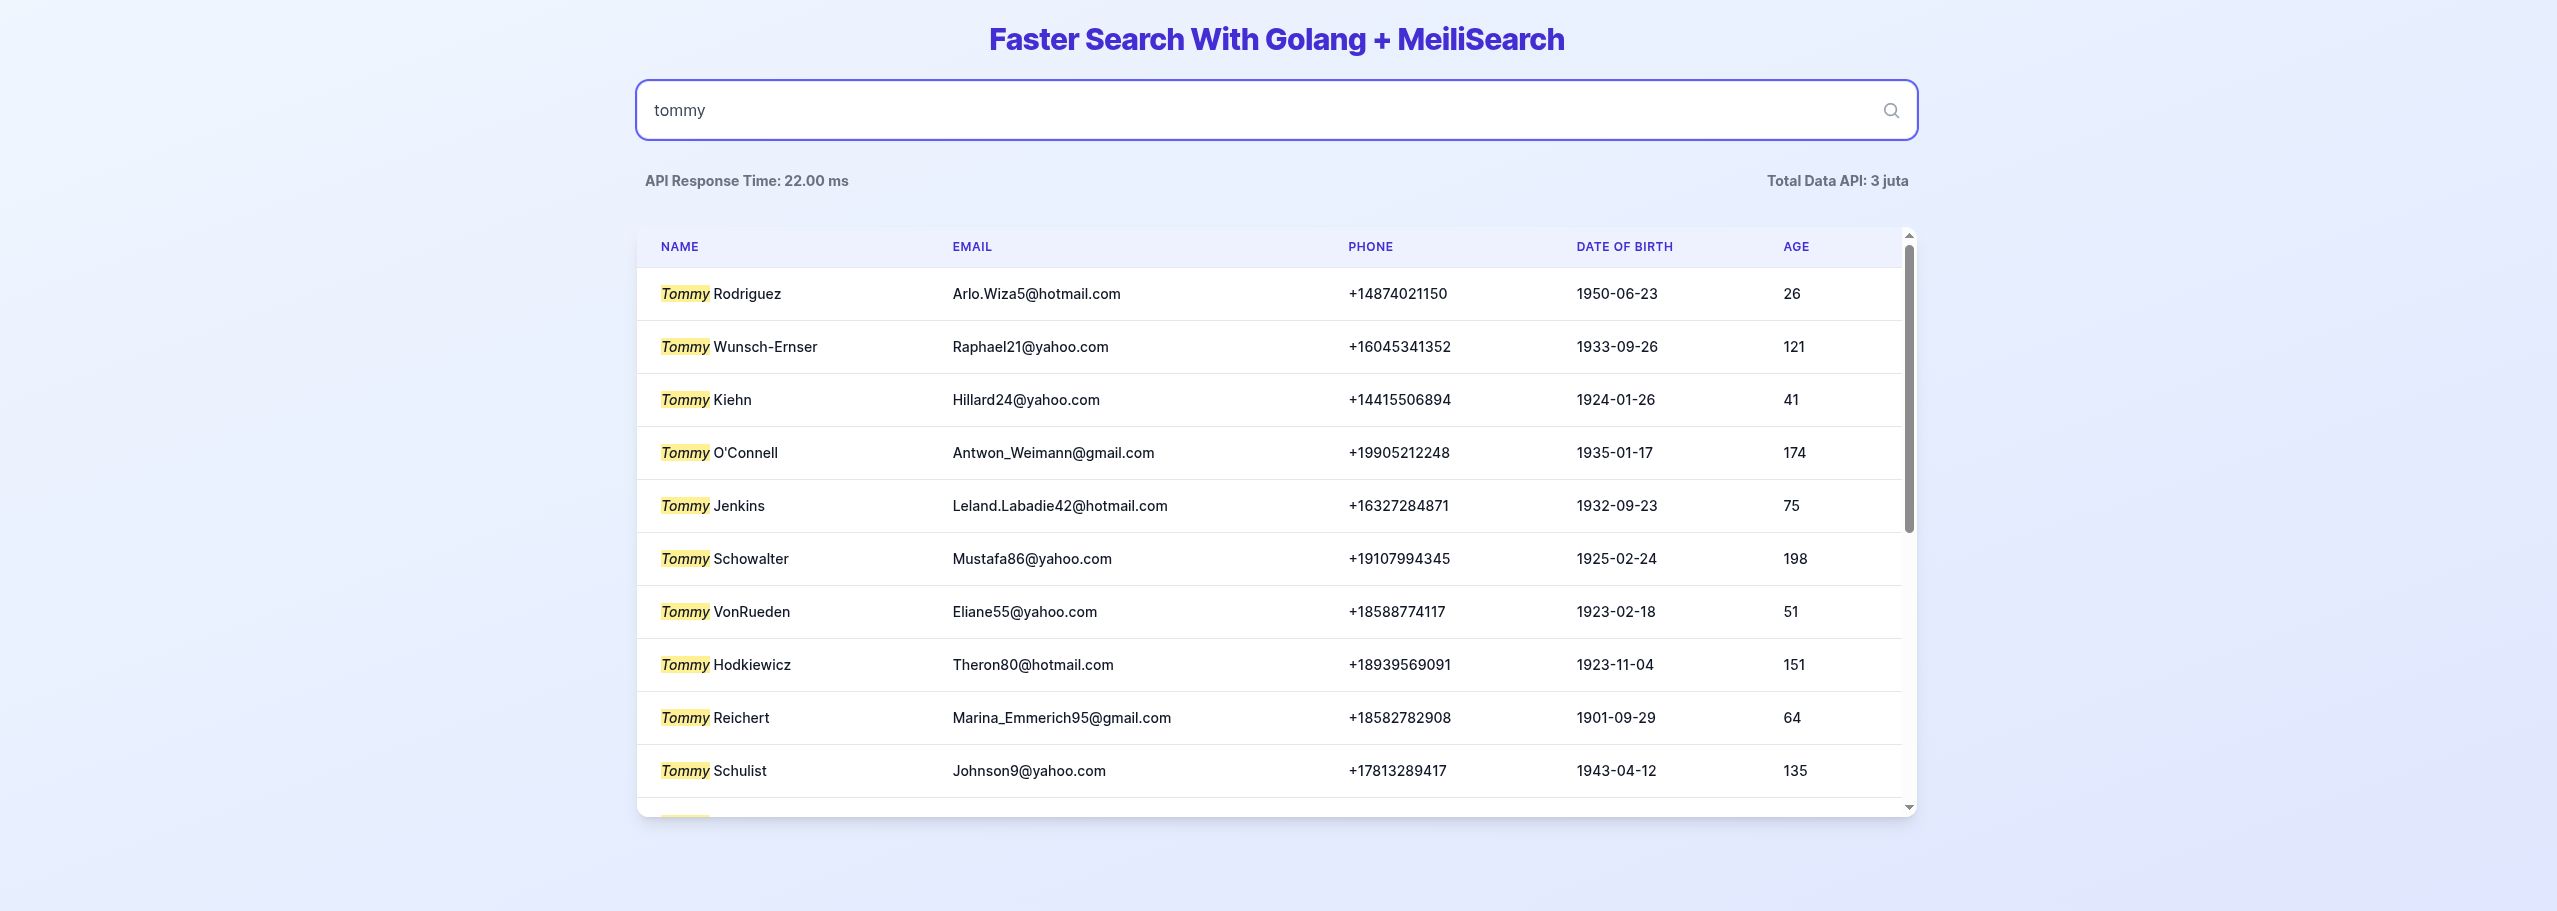 Faster Search With Golang + MeiliSearch
tommy
API Response Time: 22.00 ms Total Data API: 3 juta
NAME EMAIL PHONE DATE OF BIRTH AGE
Tommy Rodriguez Arlo.Wiza5@hotmail.com +14874021150 1950-06-23 26
Tommy Wunsch-Ernser Raphael21@yahoo.com +16045341352 1933-09-26 121
Tommy Kiehn Hillard24@yahoo.com +14415506894 1924-01-26 41
Tommy O'Connell Antwon_Weimann@gmail.com +19905212248 1935-01-17 174
Tommy Jenkins Leland.Labadie42@hotmail.com +16327284871 1932-09-23 75
Tommy Schowalter Mustafa86@yahoo.com +19107994345 1925-02-24 198
Tommy VonRueden Eliane55@yahoo.com +18588774117 1923-02-18 51
Tommy Hodkiewicz Theron80@hotmail.com +18939569091 1923-11-04 151
Tommy Reichert Marina_Emmerich95@gmail.com +18582782908 1901-09-29 64
Tommy Schulist Johnson9@yahoo.com +17813289417 1943-04-12 135